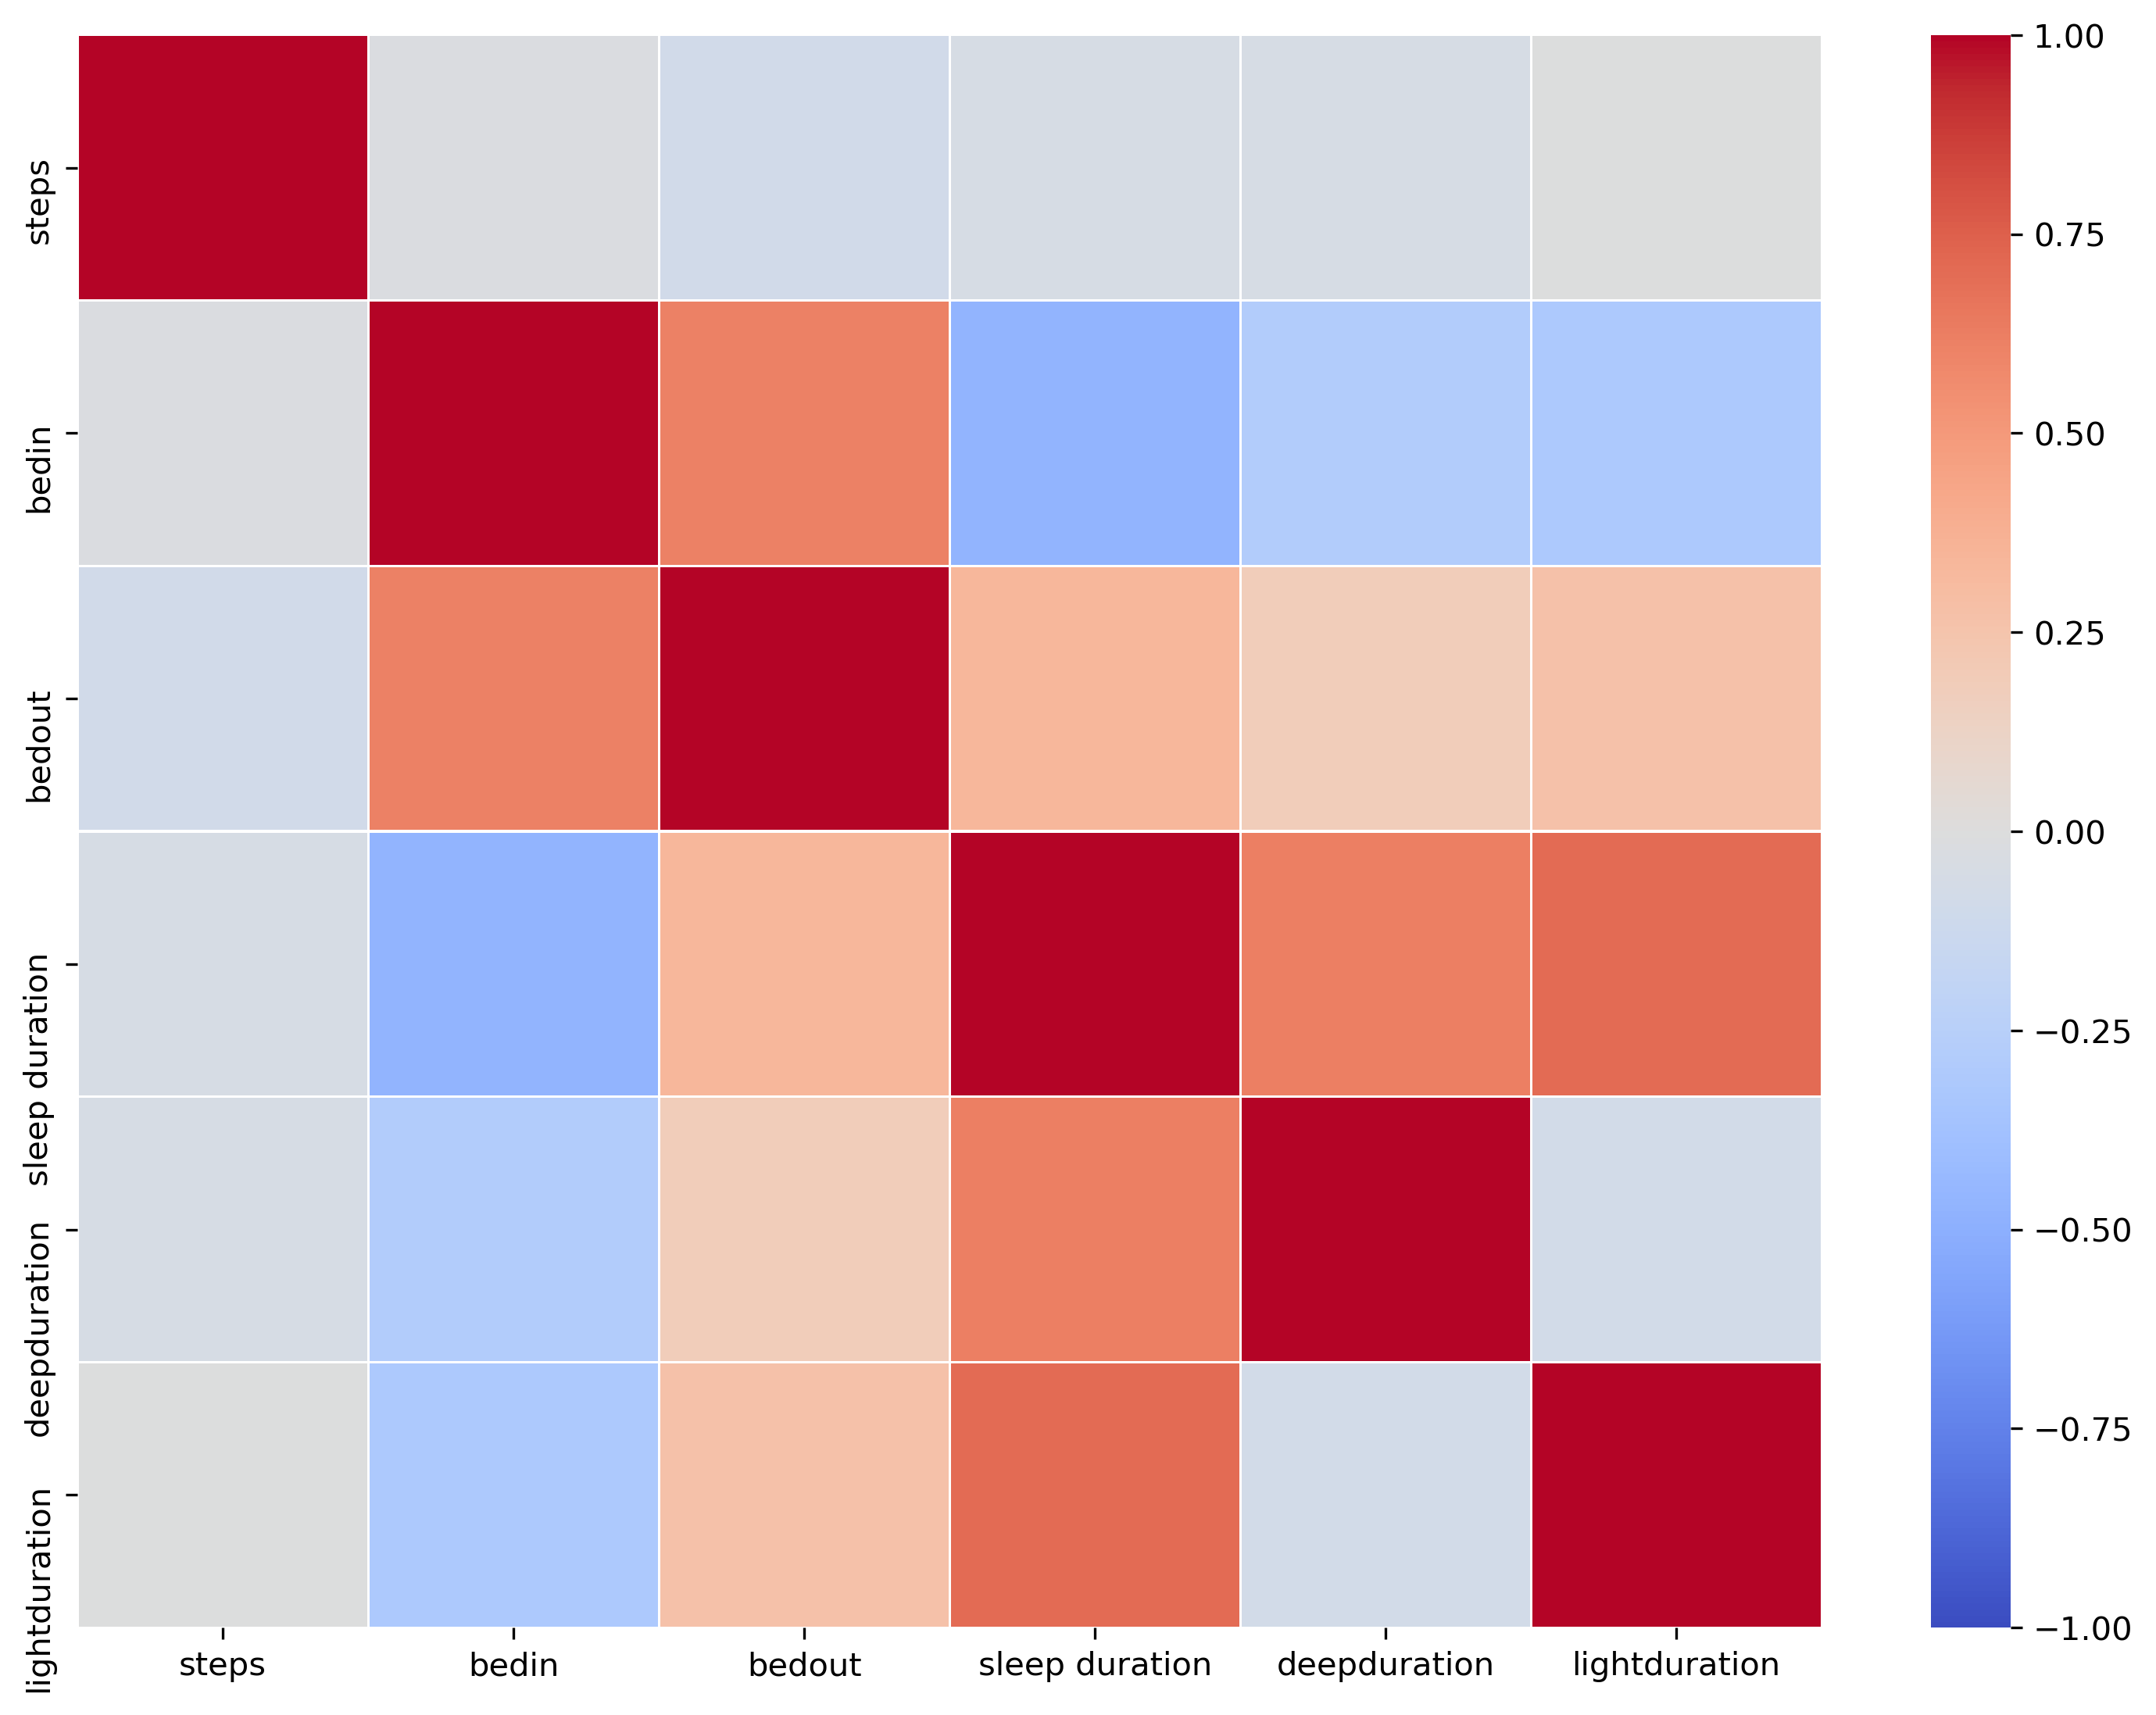 steps
bedin
bedout
sleep duration
deepduration
lightduration
steps
bedin
bedout
sleep duration
deepduration
lightduration
1.00
0.75
0.50
0.25
0.00
−0.25
−0.50
−0.75
−1.00